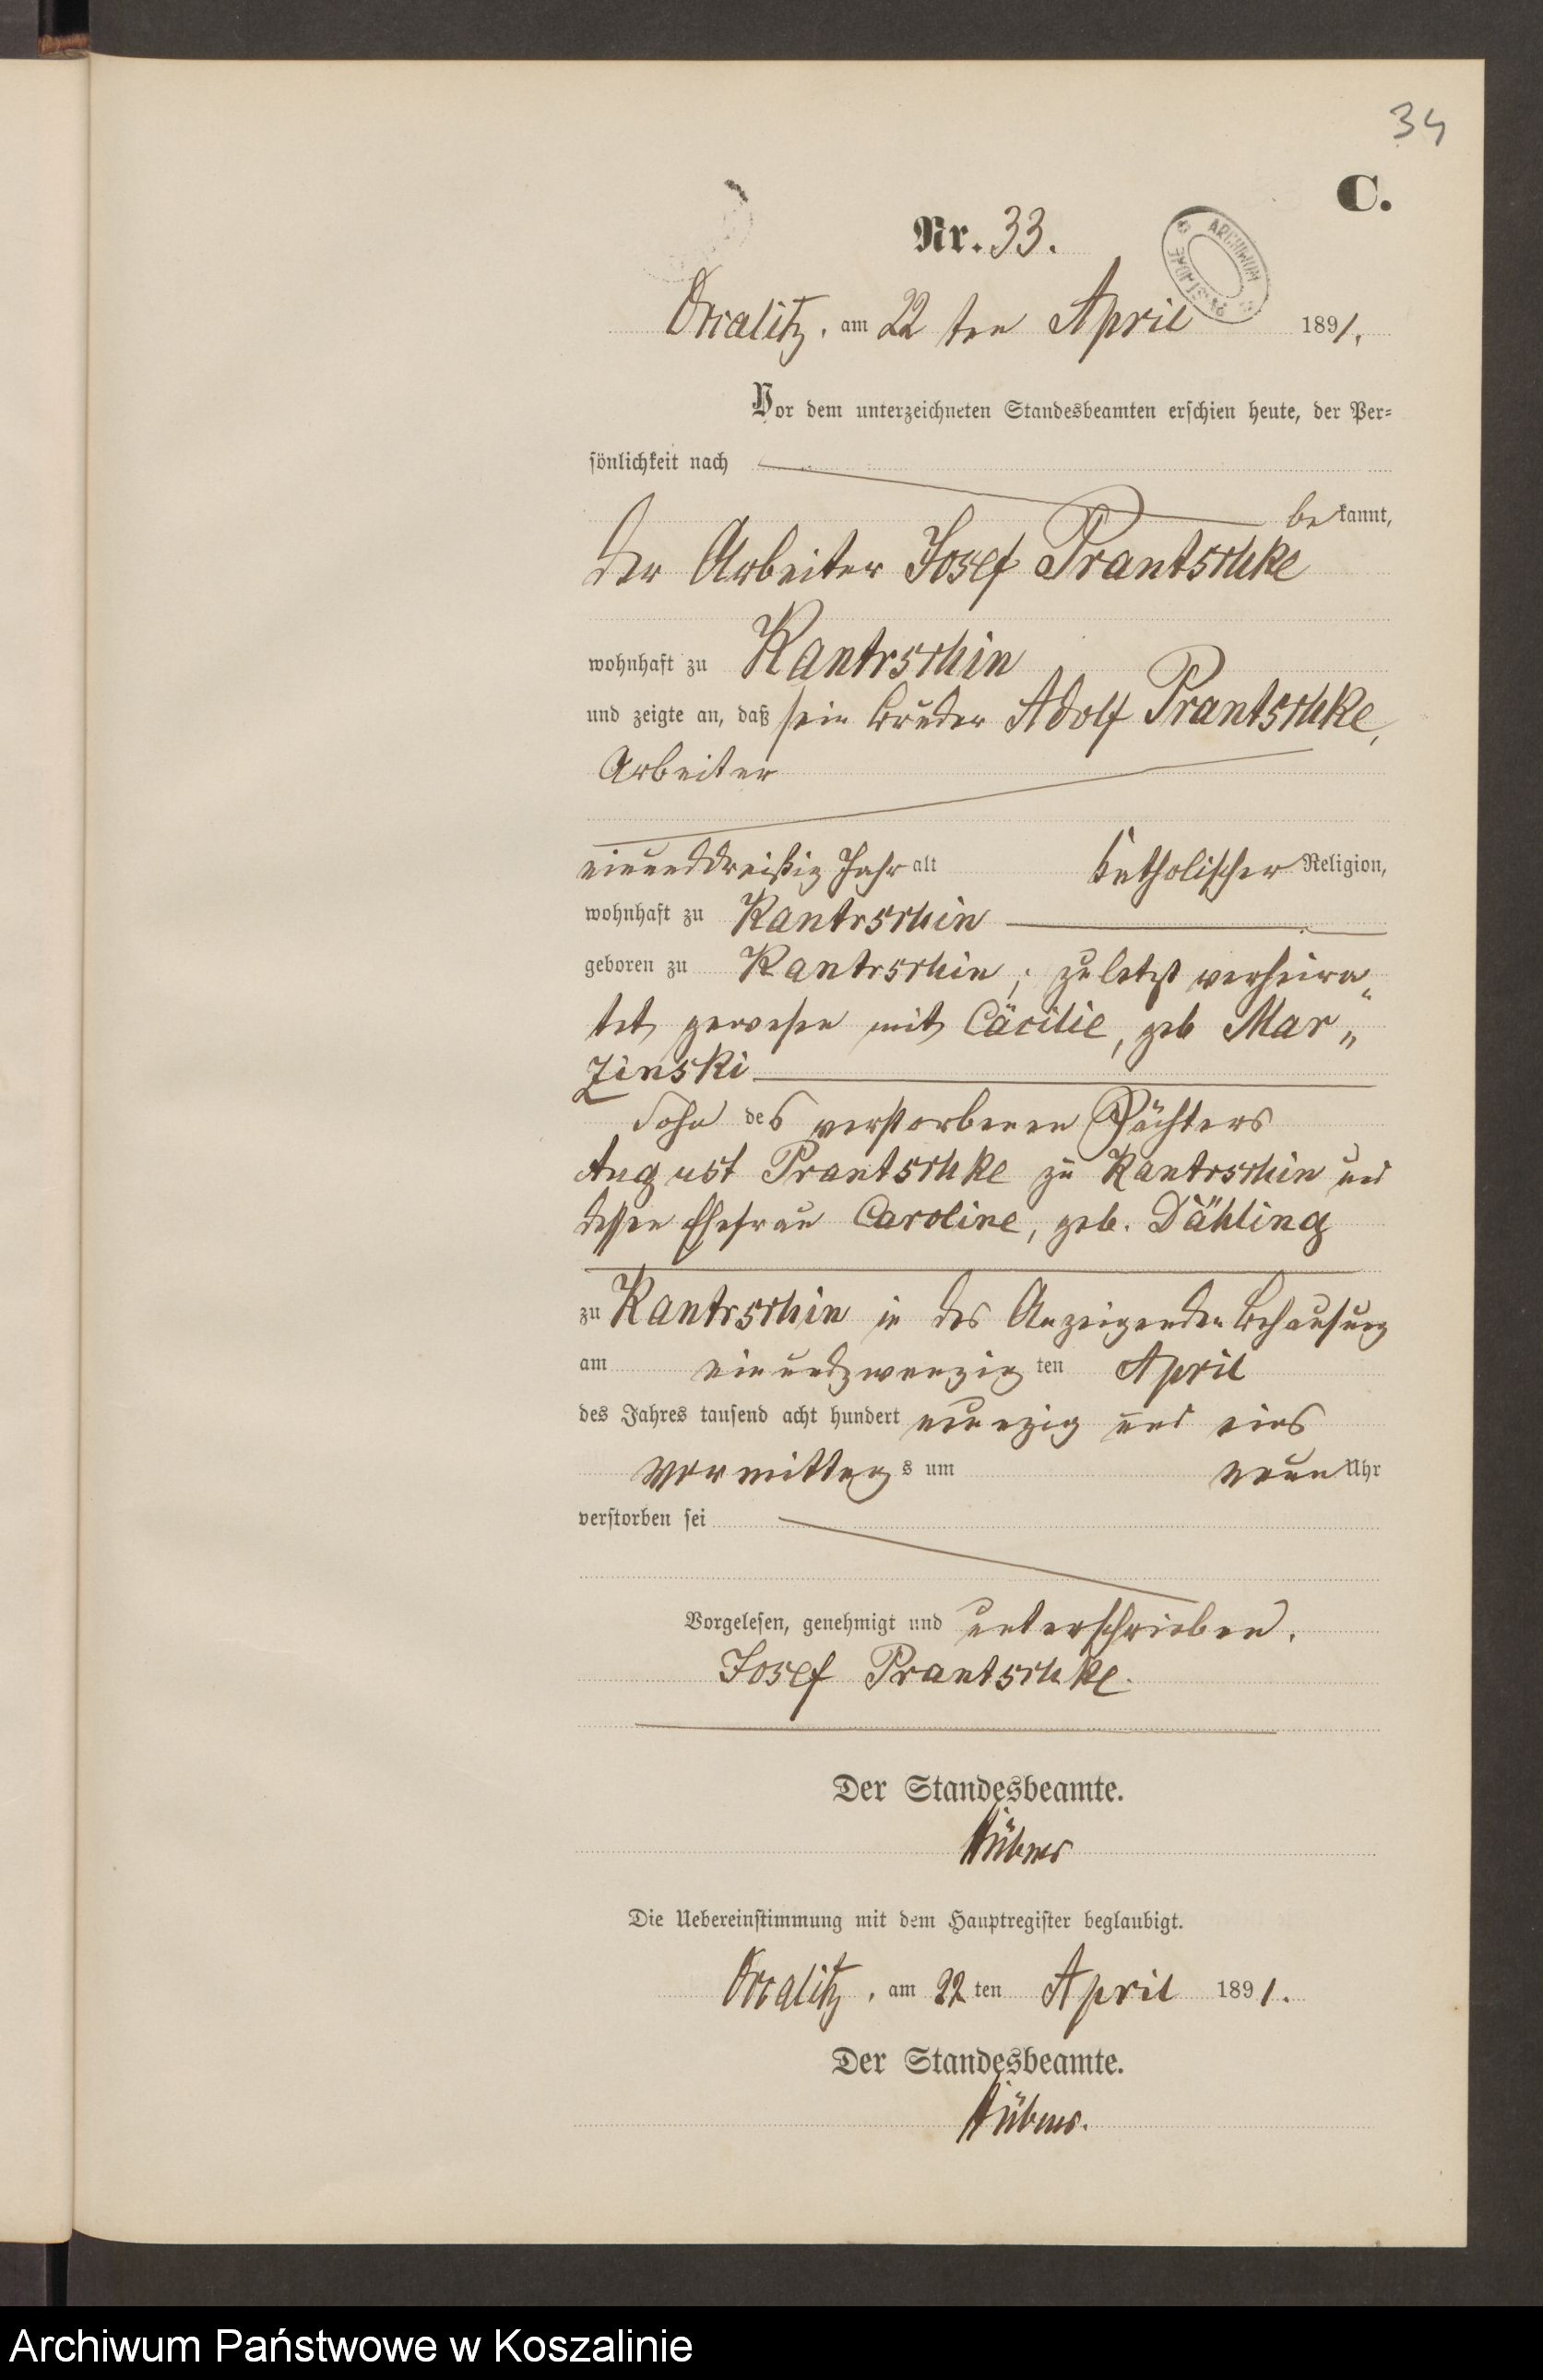 34
C.
Nr. 33.
ARCHIWUM
am 22 ten April 1891.
Vor dem unterzeichneten Standesbeamten erschien heute, der Per=
sönlichkeit nach
bekannt,
der Arbeiter Josef Prantschke
wohnhaft zu Kantrschin
und zeigte an, daß sein Bruder Adolf Prantschke,
Arbeiter
einunddreißig Jahr alt katholischer Religion,
wohnhaft zu Kantrschin
geboren zu Kantrschin, zuletzt verheira„
tet gewesen mit Cäcilie, geb Mar„
zinski
Sohn des verstorbenen Pächters
August Prantschke zu Kantrschin und
dessen Ehefrau Caroline, geb. Dähling
zu Kantrschin in des Anzeigenden Behausung
am einundzwanzigten April
des Jahres tausend acht hundert neunzig und eins
Vormittags um neun Uhr
verstorben sei
Vorgelesen, genehmigt und unterschrieben.
Josef Prantschke.
Der Standesbeamte.
Hübner
Die Uebereinstimmung mit dem Hauptregister beglaubigt.
am 22 ten April 1891.
Der Standesbeamte.
Hübner.
Archiwum Państwowe w Koszalinie